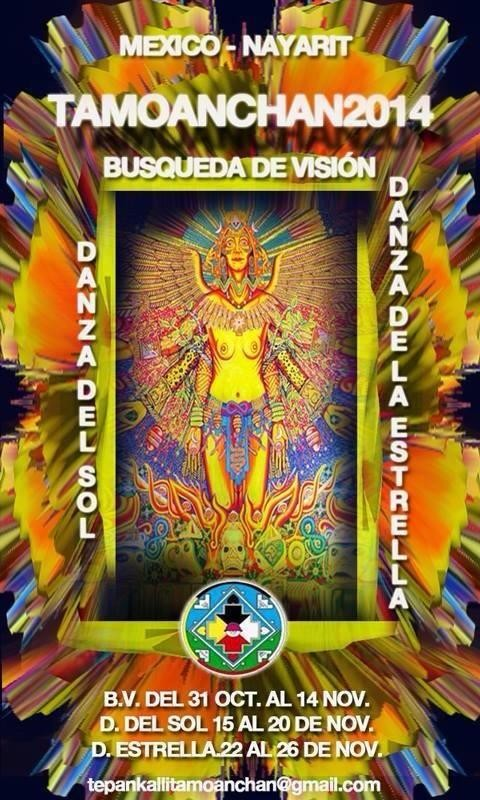 MEXICO - NAYARIT
TAMOANCHAN2014
BUSQUEDA DE VISIÓN
DANZA DEL SOL
DANZA DE LA ESTRELLA
B.V. DEL 31 OCT. AL 14 NOV.
D. DEL SOL 15 AL 20 DE NOV.
D. ESTRELLA.22 AL 26 DE NOV.
tepankallitamoanchan@gmail.com